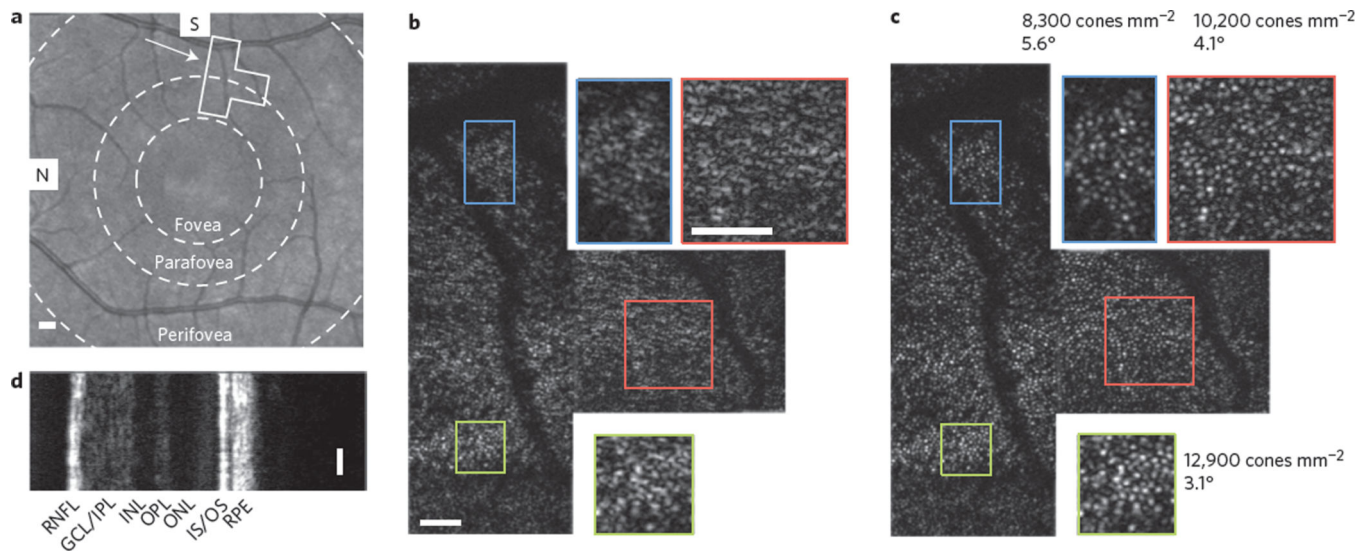 a
S
N
Fovea
Parafovea
Perifovea
b
c
8,300 cones mm⁻²
5.6°
10,200 cones mm⁻²
4.1°
12,900 cones mm⁻²
3.1°
d
RNFL
GCL/IPL
INL
OPL
ONL
IS/OS
RPE